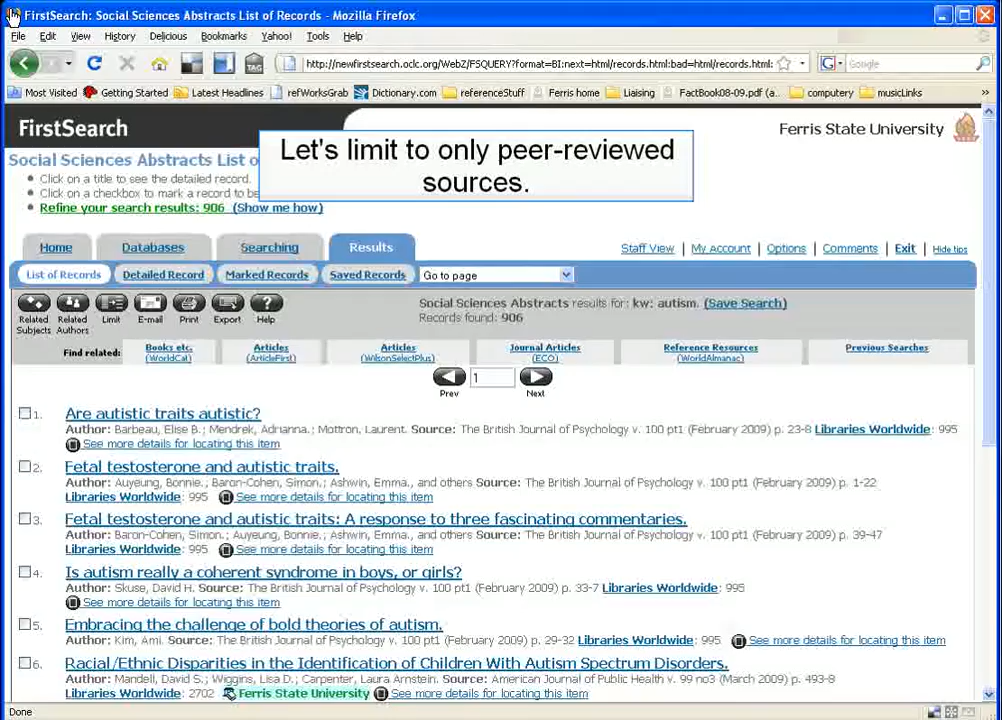 FirstSearch: Social Sciences Abstracts List of Records - Mozilla Firefox
File Edit View History Delicious Bookmarks Yahoo! Tools Help
TAG http://newfirstsearch.oclc.org/WebZ/FSQUERY?format=BI:next=html/records.html:bad=html/records.html: Google
Most Visited Getting Started Latest Headlines refWorksGrab Dictionary.com referenceStuff Ferris home Liaising FactBook08-09.pdf (a... computery musicLinks
FirstSearch
Ferris State University
Let's limit to only peer-reviewed
sources.
Social Sciences Abstracts List o
Click on a title to see the detailed record.
Click on a checkbox to mark a record to be
Refine your search results: 906 (Show me how)
Home Databases Searching Results Staff View | My Account | Options | Comments | Exit | Hide tips
List of Records Detailed Record Marked Records Saved Records Go to page
Related Subjects Related Authors Limit E-mail Print Export Help
Social Sciences Abstracts results for: kw: autism. (Save Search)
Records found: 906
Find related: Books etc. (WorldCat) Articles (ArticleFirst) Articles (WilsonSelectPlus) Journal Articles (ECO) Reference Resources (WorldAlmanac) Previous Searches
Prev 1 Next
1. Are autistic traits autistic?
Author: Barbeau, Elise B.; Mendrek, Adrianna.; Mottron, Laurent. Source: The British Journal of Psychology v. 100 pt1 (February 2009) p. 23-8 Libraries Worldwide: 995
See more details for locating this item
2. Fetal testosterone and autistic traits.
Author: Auyeung, Bonnie.; Baron-Cohen, Simon.; Ashwin, Emma., and others Source: The British Journal of Psychology v. 100 pt1 (February 2009) p. 1-22
Libraries Worldwide: 995 See more details for locating this item
3. Fetal testosterone and autistic traits: A response to three fascinating commentaries.
Author: Baron-Cohen, Simon.; Auyeung, Bonnie.; Ashwin, Emma., and others Source: The British Journal of Psychology v. 100 pt1 (February 2009) p. 39-47
Libraries Worldwide: 995 See more details for locating this item
4. Is autism really a coherent syndrome in boys, or girls?
Author: Skuse, David H. Source: The British Journal of Psychology v. 100 pt1 (February 2009) p. 33-7 Libraries Worldwide: 995
See more details for locating this item
5. Embracing the challenge of bold theories of autism.
Author: Kim, Ami. Source: The British Journal of Psychology v. 100 pt1 (February 2009) p. 29-32 Libraries Worldwide: 995 See more details for locating this item
6. Racial/Ethnic Disparities in the Identification of Children With Autism Spectrum Disorders.
Author: Mandell, David S.; Wiggins, Lisa D.; Carpenter, Laura Arnstein. Source: American Journal of Public Health v. 99 no3 (March 2009) p. 493-8
Libraries Worldwide: 2702 Ferris State University See more details for locating this item
Done